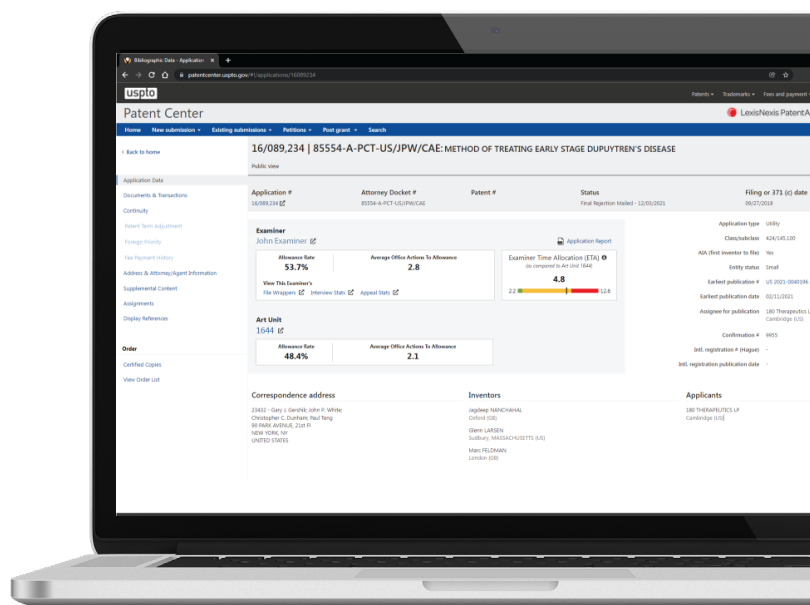 Bibliographic Data - Application × +
patentcenter.uspto.gov/#!/applications/16089234
uspto
Patents Trademarks Fees and payment
Patent Center
LexisNexis PatentA
Home New submission Existing submissions Petitions Post grant Search
< Back to home
16/089,234 | 85554-A-PCT-US/JPW/CAE: METHOD OF TREATING EARLY STAGE DUPUYTREN'S DISEASE
Public view
Application Data
Documents & Transactions
Continuity
Patent Term Adjustment
Foreign Priority
Fee Payment History
Address & Attorney/Agent Information
Supplemental Content
Assignments
Display References
Order
Certified Copies
View Order List
Application # Attorney Docket # Patent # Status Filing or 371 (c) date
16/089,234 85554-A-PCT-US/JPW/CAE Final Rejection Mailed - 12/03/2021 09/27/2018
Examiner
John Examiner
Application Report
Allowance Rate Average Office Actions To Allowance
53.7% 2.8
View This Examiner's
File Wrappers Interview Stats Appeal Stats
Examiner Time Allocation (ETA)
(as compared to Art Unit 1644)
4.8
2.2 12.6
Art Unit
1644
Allowance Rate Average Office Actions To Allowance
48.4% 2.1
Application type Utility
Class/subclass 424/145.100
AIA (first inventor to file) Yes
Entity status Small
Earliest publication # US 2021-0040196
Earliest publication date 02/11/2021
Assignee for publication 180 Therapeutics L
Cambridge (US)
Confirmation # 9955
Intl. registration # (Hague) -
Intl. registration publication date -
Correspondence address
23432 - Gary J. Gershik; John P. White;
Christopher C. Dunham; Paul Teng
90 PARK AVENUE, 21st Fl
NEW YORK, NY
UNITED STATES
Inventors
Jagdeep NANCHAHAL
Oxford (GB)
Glenn LARSEN
Sudbury, MASSACHUSETTS (US)
Marc FELDMAN
London (GB)
Applicants
180 THERAPEUTICS LP
Cambridge (US)